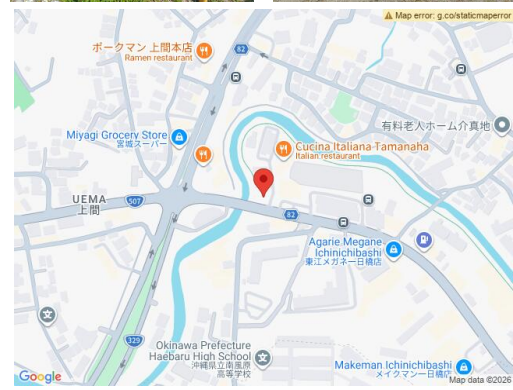 Map error: g.co/staticmaperror
ポークマン 上間本店
Ramen restaurant
82
有料老人ホーム介真地
Miyagi Grocery Store
宮城スーパー
Cucina Italiana Tamanaha
Italian restaurant
UEMA
上間
507
82
Agarie Megane
Ichinichibashi
東江メガネ一日橋店
329
Okinawa Prefecture
Haebaru High School
沖縄県立南風原
高等学校
Makeman Ichinichibashi
メイクマン一日橋店
Google
Map data ©2026